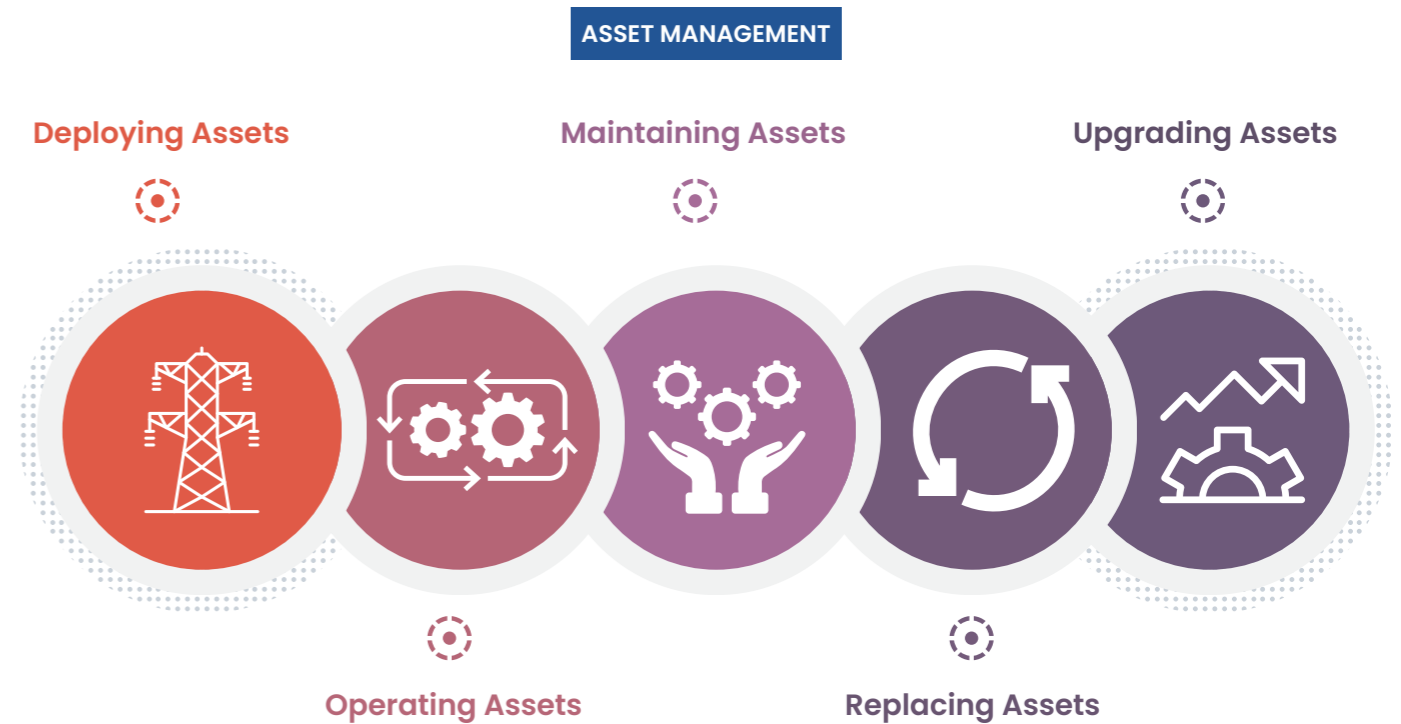 ASSET MANAGEMENT
Deploying Assets
Maintaining Assets
Upgrading Assets
Operating Assets
Replacing Assets